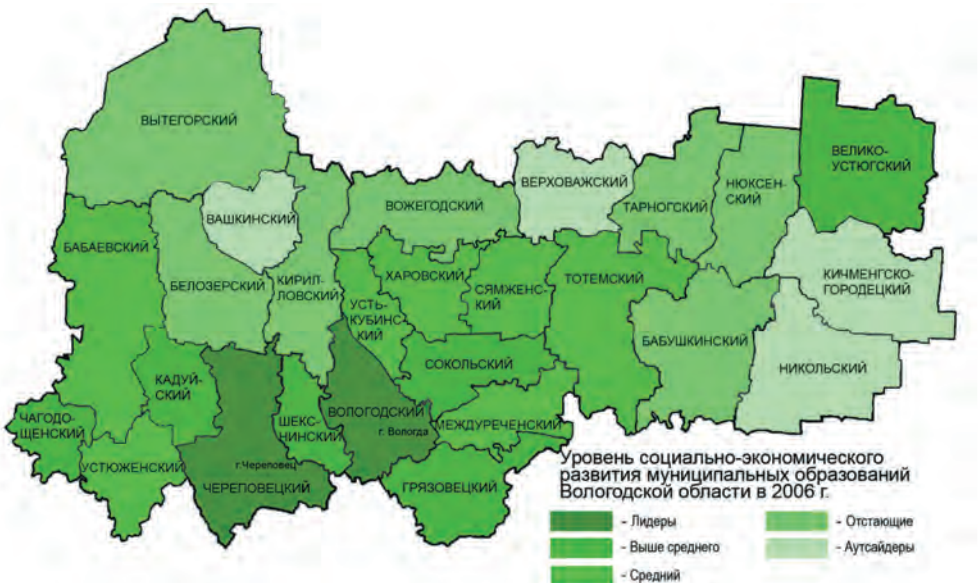 ВЫТЕГОРСКИЙ
ВЕЛИКО-
УСТЮГСКИЙ
ВЕРХОВАЖСКИЙ
НЮКСЕН-
СКИЙ
ТАРНОГСКИЙ
ВОЖЕГОДСКИЙ
ВАШКИНСКИЙ
БАБАЕВСКИЙ
БЕЛОЗЕРСКИЙ
КИРИЛ-
ЛОВСКИЙ
ХАРОВСКИЙ
СЯМЖЕН-
СКИЙ
ТОТЕМСКИЙ
КИЧМЕНГСКО-
ГОРОДЕЦКИЙ
УСТЬ-
КУБИН-
СКИЙ
БАБУШКИНСКИЙ
НИКОЛЬСКИЙ
СОКОЛЬСКИЙ
КАДУЙ-
СКИЙ
ЧАГОДО-
ЩЕНСКИЙ
ШЕКС-
НИНСКИЙ
ВОЛОГОДСКИЙ
г. Вологда
МЕЖДУРЕЧЕНСКИЙ
УСТЮЖЕНСКИЙ
г.Череповец
ЧЕРЕПОВЕЦКИЙ
ГРЯЗОВЕЦКИЙ
Уровень социально-экономического
развития муниципальных образований
Вологодской области в 2006 г.
- Лидеры
- Выше среднего
- Средний
- Отстающие
- Аутсайдеры